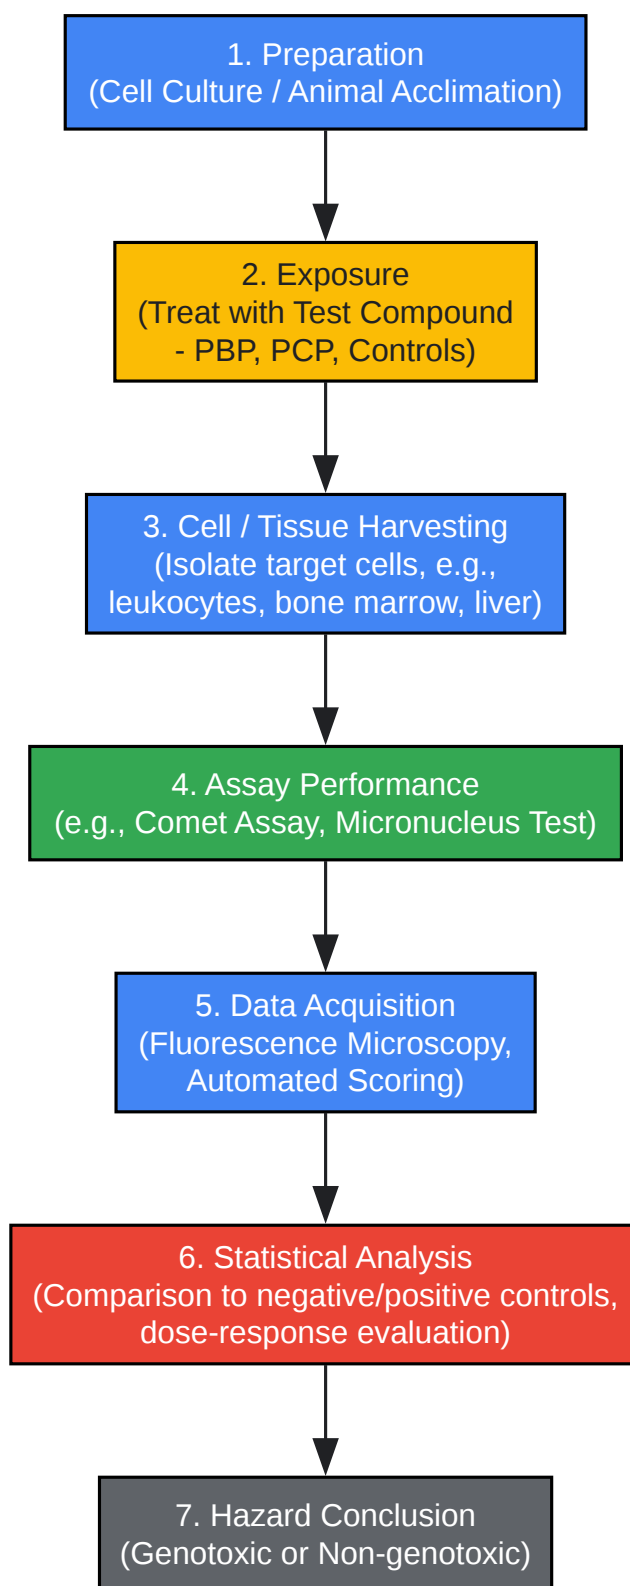 1. Preparation
(Cell Culture / Animal Acclimation)
2. Exposure
(Treat with Test Compound
- PBP, PCP, Controls)
3. Cell / Tissue Harvesting
(Isolate target cells, e.g.,
leukocytes, bone marrow, liver)
4. Assay Performance
(e.g., Comet Assay, Micronucleus Test)
5. Data Acquisition
(Fluorescence Microscopy,
Automated Scoring)
6. Statistical Analysis
(Comparison to negative/positive controls,
dose-response evaluation)
7. Hazard Conclusion
(Genotoxic or Non-genotoxic)